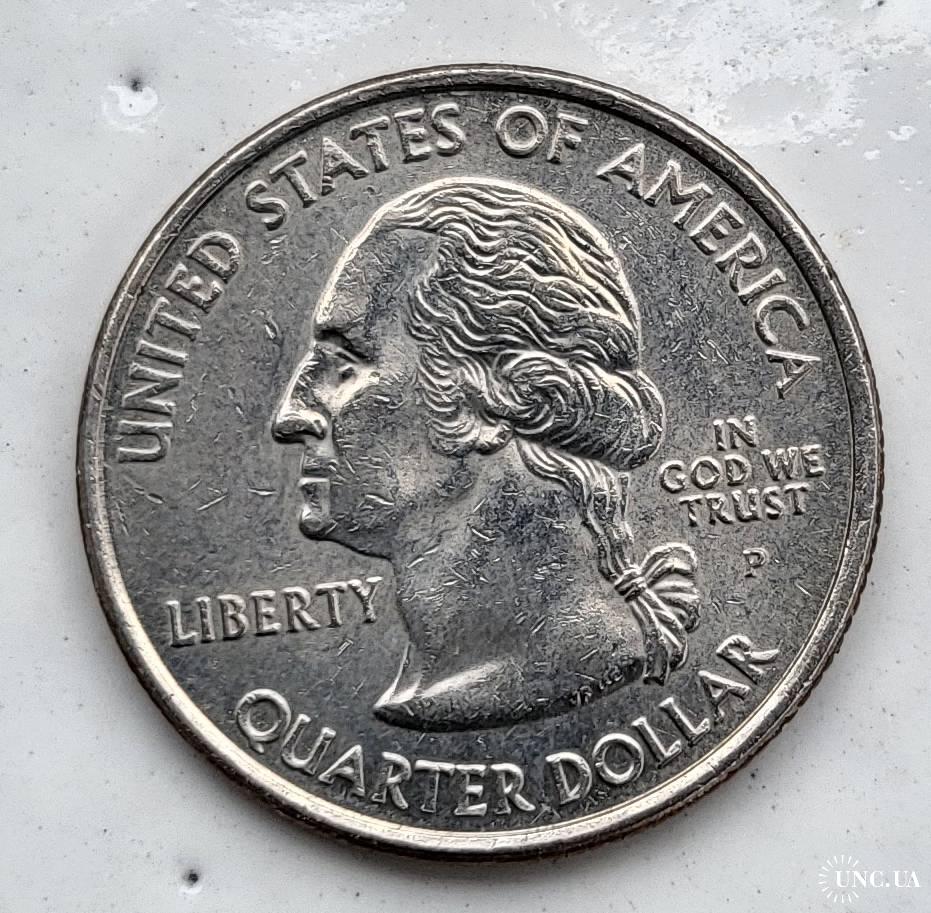 UNITED STATES OF AMERICA
IN
GOD WE
TRUST
P
LIBERTY
QUARTER DOLLAR
UNC.UA